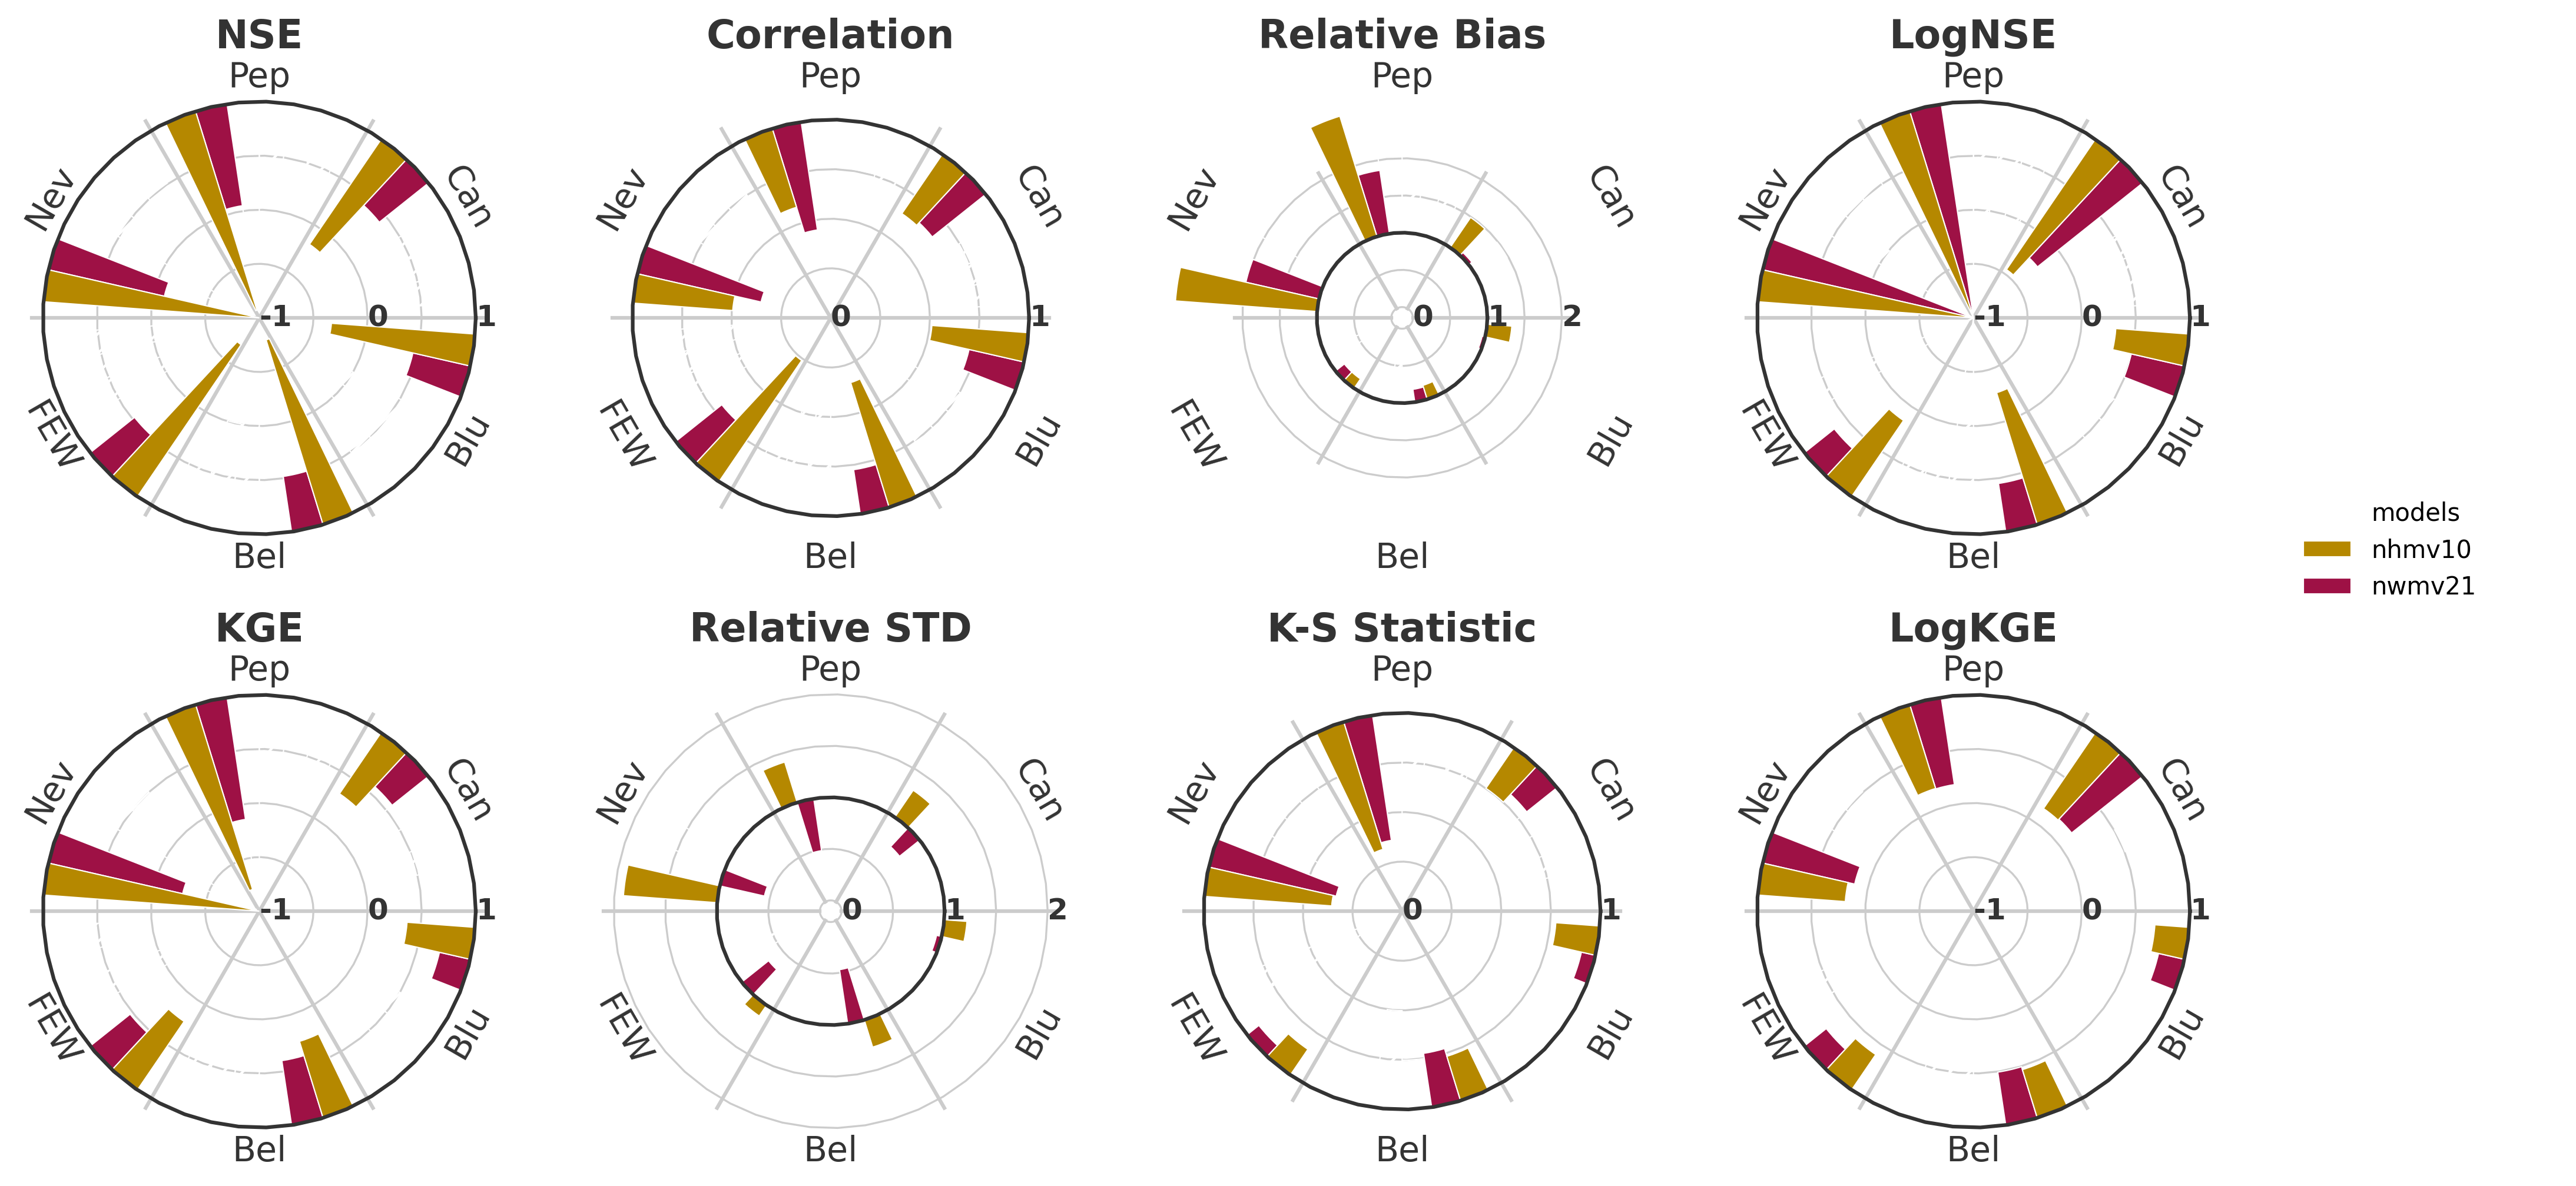 NSE
Pep
Nev
Can
-1
0
1
FEW
Blu
Bel
Correlation
Pep
Nev
Can
0
1
FEW
Blu
Bel
Relative Bias
Pep
Nev
Can
0
1
2
FEW
Blu
Bel
LogNSE
Pep
Nev
Can
-1
0
1
FEW
Blu
Bel
models
nhmv10
nwmv21
KGE
Pep
Nev
Can
-1
0
1
FEW
Blu
Bel
Relative STD
Pep
Nev
Can
0
1
2
FEW
Blu
Bel
K-S Statistic
Pep
Nev
Can
0
1
FEW
Blu
Bel
LogKGE
Pep
Nev
Can
-1
0
1
FEW
Blu
Bel